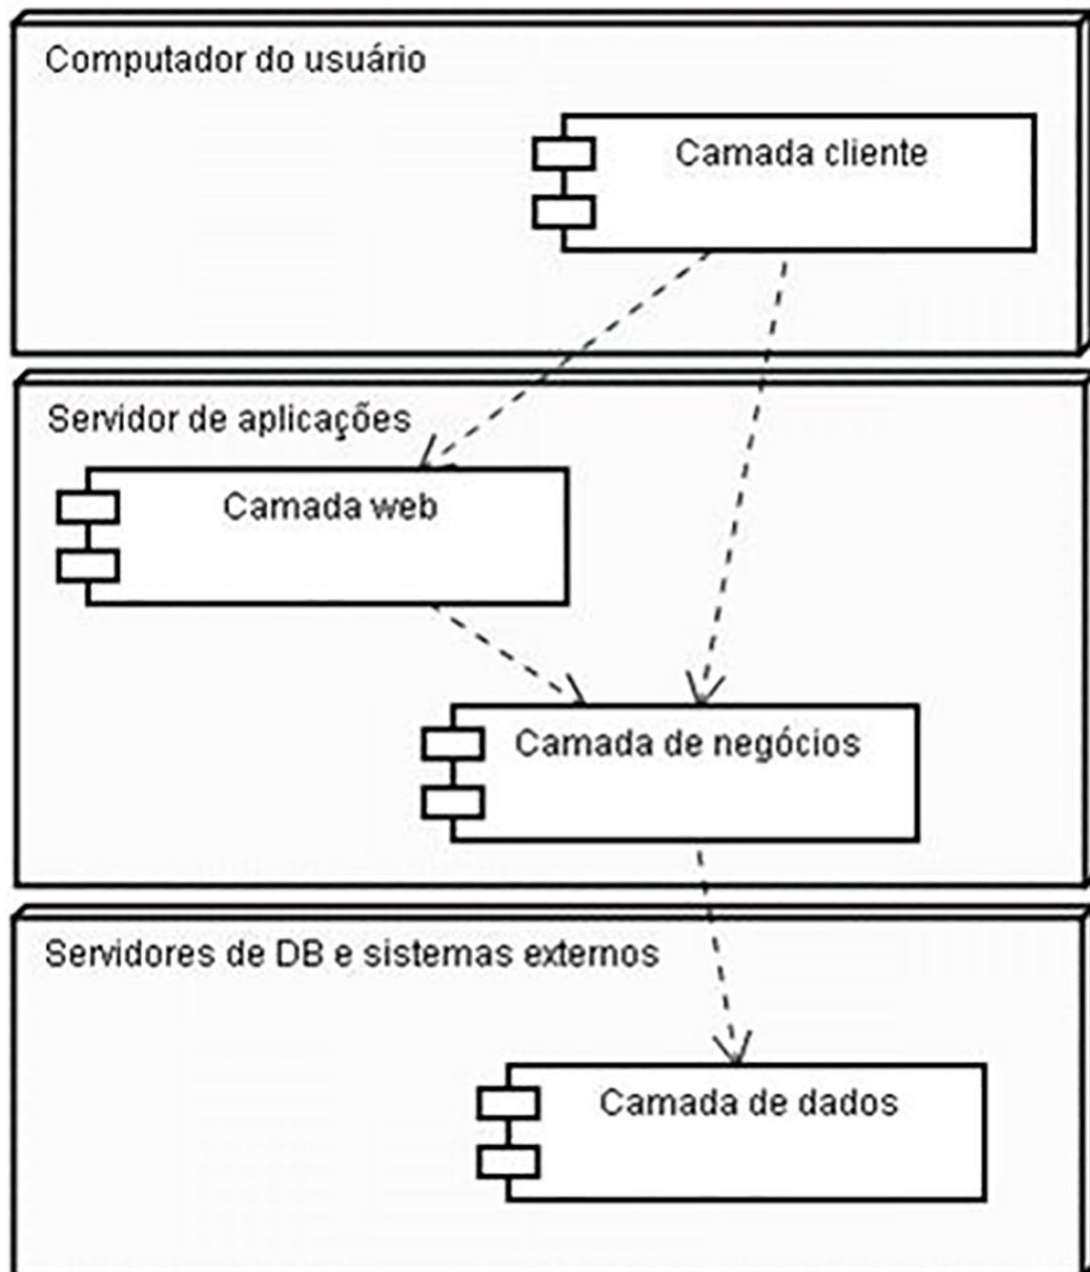 Computador do usuário
Camada cliente
Servidor de aplicações
Camada web
Camada de negócios
Servidores de DB e sistemas externos
Camada de dados